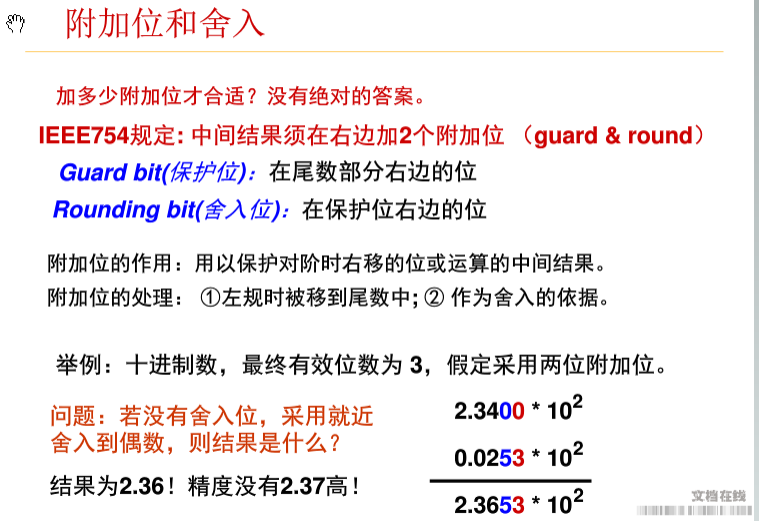 附加位和舍入
加多少附加位才合适？没有绝对的答案。
IEEE754规定: 中间结果须在右边加2个附加位 （guard & round）
Guard bit(保护位)：在尾数部分右边的位
Rounding bit(舍入位)：在保护位右边的位
附加位的作用：用以保护对阶时右移的位或运算的中间结果。
附加位的处理： ①左规时被移到尾数中; ② 作为舍入的依据。
举例：十进制数，最终有效位数为 3，假定采用两位附加位。
问题：若没有舍入位，采用就近
舍入到偶数，则结果是什么？
结果为2.36！精度没有2.37高！
2.3400 * 10²
0.0253 * 10²
2.3653 * 10²
文档在线